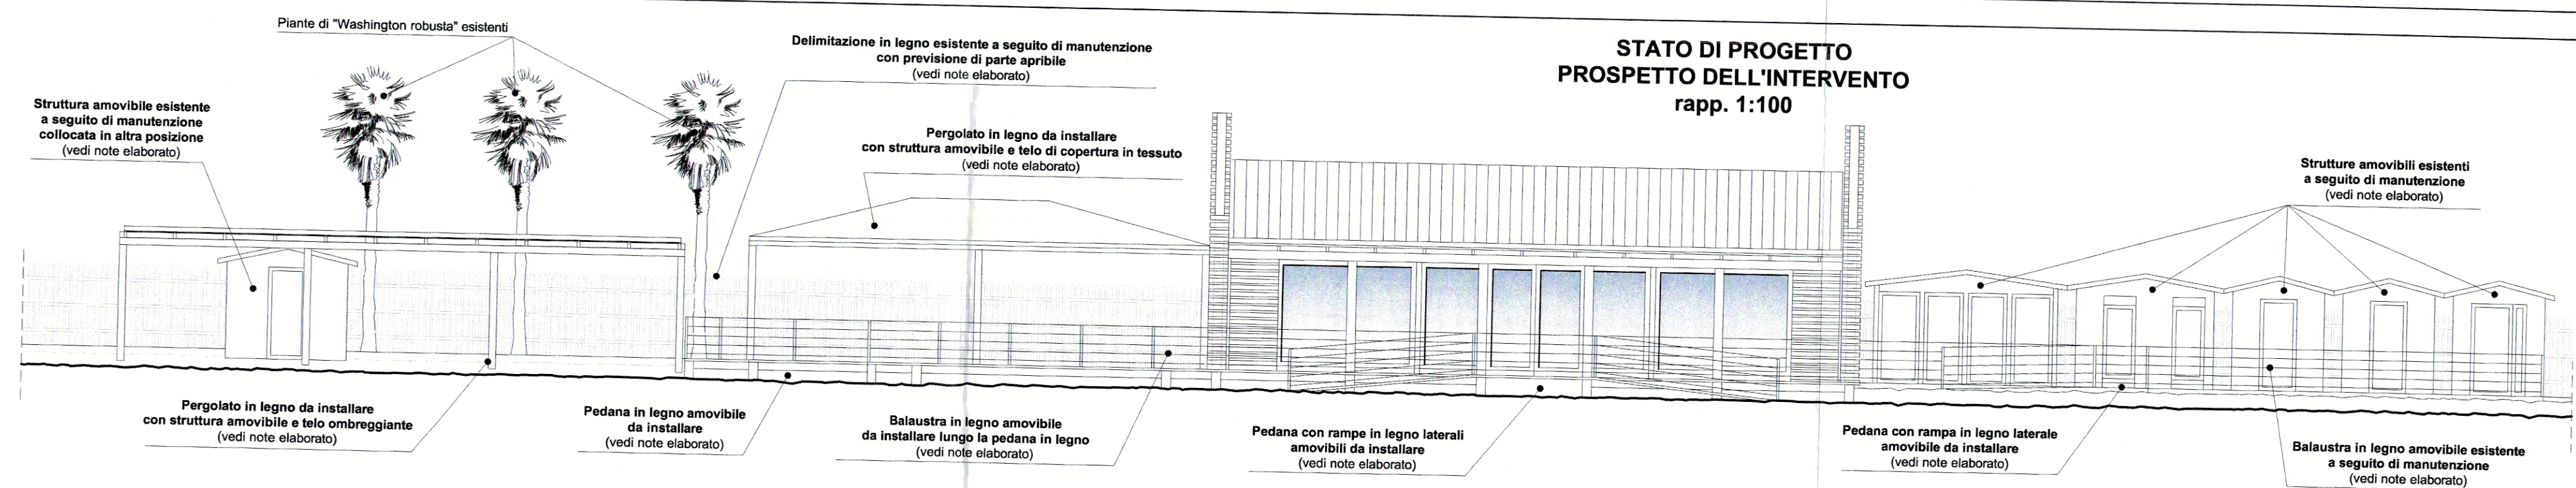 Piante di "Washington robusta" esistenti
Delimitazione in legno esistente a seguito di manutenzione
con previsione di parte apribile
(vedi note elaborato)
STATO DI PROGETTO
PROSPETTO DELL'INTERVENTO
rapp. 1:100
Struttura amovibile esistente
a seguito di manutenzione
collocata in altra posizione
(vedi note elaborato)
Pergolato in legno da installare
con struttura amovibile e telo di copertura in tessuto
(vedi note elaborato)
Strutture amovibili esistenti
a seguito di manutenzione
(vedi note elaborato)
Pergolato in legno da installare
con struttura amovibile e telo ombreggiante
(vedi note elaborato)
Pedana in legno amovibile
da installare
(vedi note elaborato)
Balaustra in legno amovibile
da installare lungo la pedana in legno
(vedi note elaborato)
Pedana con rampe in legno laterali
amovibili da installare
(vedi note elaborato)
Pedana con rampa in legno laterale
amovibile da installare
(vedi note elaborato)
Balaustra in legno amovibile esistente
a seguito di manutenzione
(vedi note elaborato)